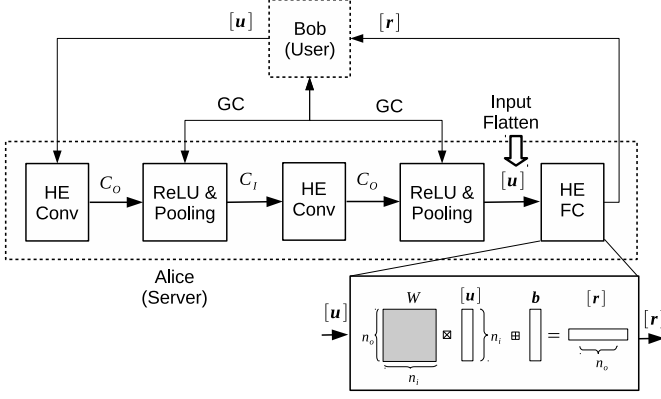 [u]
Bob
(User)
[r]
GC
GC
Input
Flatten
[u]
HE
Conv
C_O
ReLU &
Pooling
C_I
HE
Conv
C_O
ReLU &
Pooling
HE
FC
Alice
(Server)
[u]
W
[u]
b
[r]
[r]
n_o
⊠
n_i
⊞
=
n_i
n_o